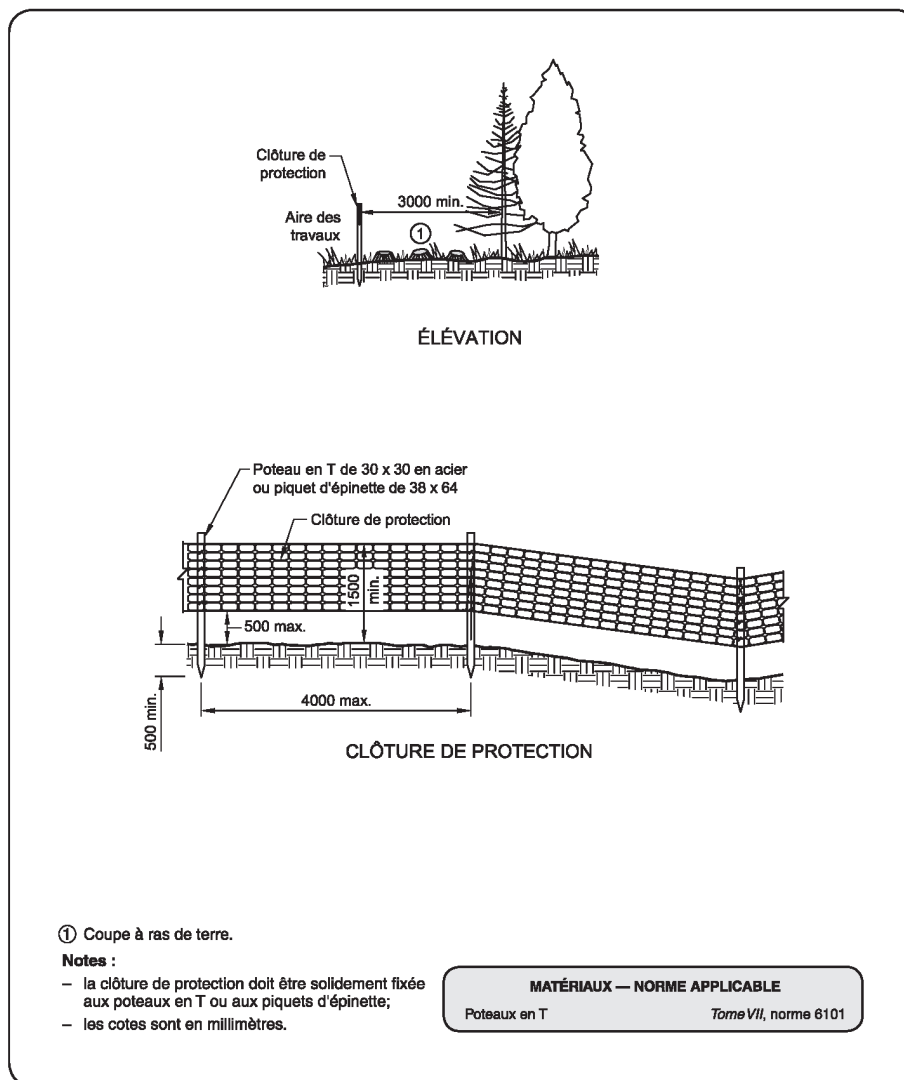 Clôture de
protection
3000 min.
Aire des
travaux
1
ÉLÉVATION
Poteau en T de 30 x 30 en acier
ou piquet d'épinette de 38 x 64
Clôture de protection
1500
min.
500 max.
500 min.
4000 max.
CLÔTURE DE PROTECTION
1 Coupe à ras de terre.
Notes :
– la clôture de protection doit être solidement fixée
aux poteaux en T ou aux piquets d'épinette;
– les cotes sont en millimètres.
MATÉRIAUX — NORME APPLICABLE
Poteaux en T Tome VII, norme 6101